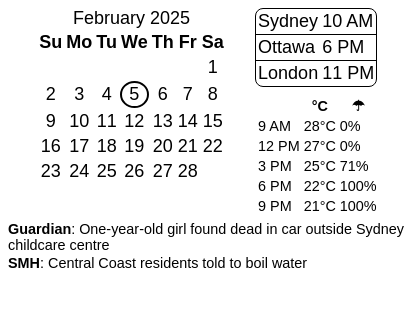 February 2025
Su Mo Tu We Th Fr Sa
1
2 3 4 5 6 7 8
9 10 11 12 13 14 15
16 17 18 19 20 21 22
23 24 25 26 27 28
Sydney 10 AM
Ottawa 6 PM
London 11 PM
°C ☂
9 AM 28°C 0%
12 PM 27°C 0%
3 PM 25°C 71%
6 PM 22°C 100%
9 PM 21°C 100%
Guardian: One-year-old girl found dead in car outside Sydney
childcare centre
SMH: Central Coast residents told to boil water